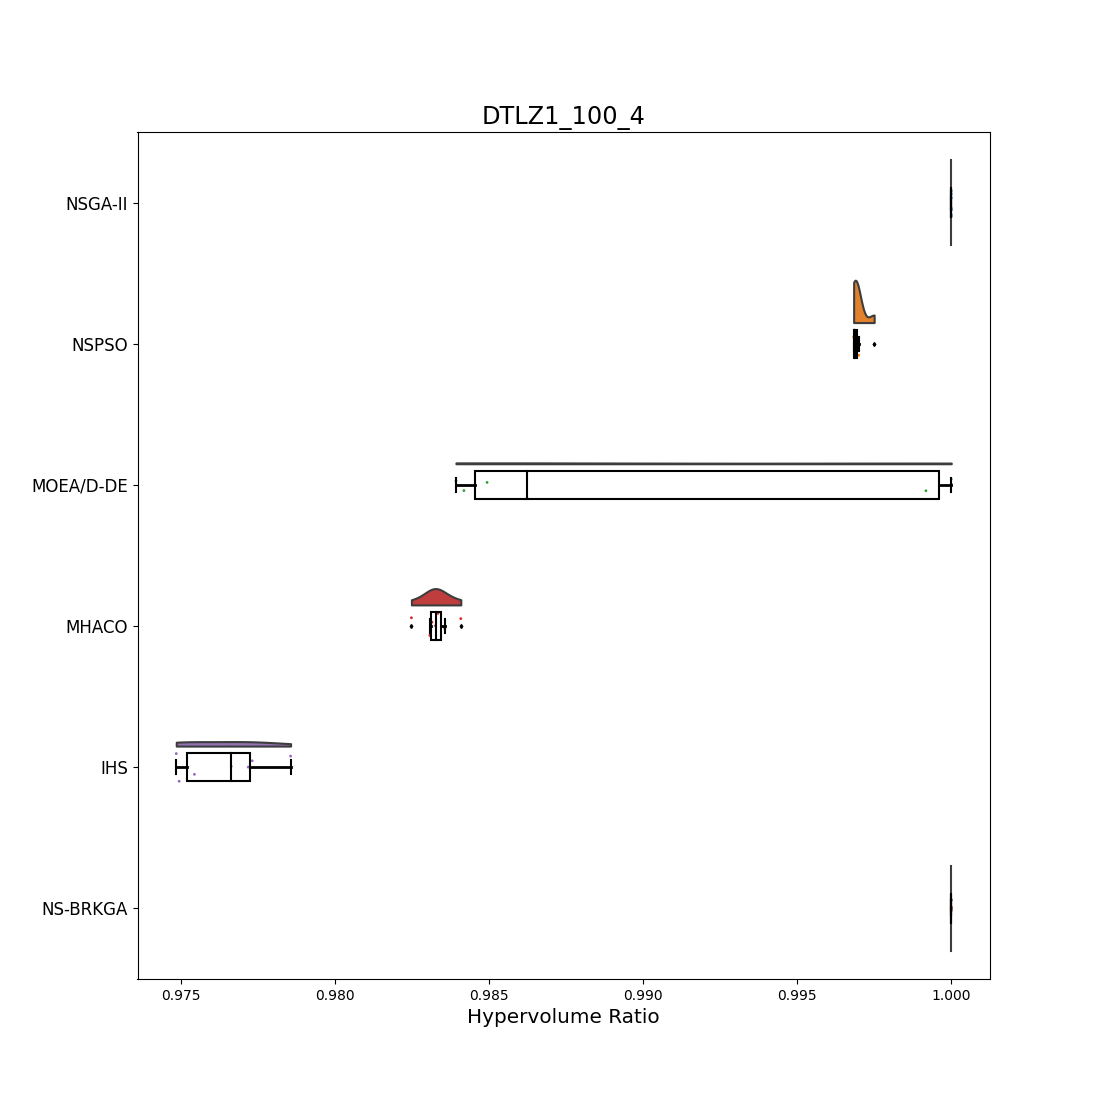 DTLZ1_100_4
NSGA-II
NSPSO
MOEA/D-DE
MHACO
IHS
NS-BRKGA
0.975 0.980 0.985 0.990 0.995 1.000
Hypervolume Ratio